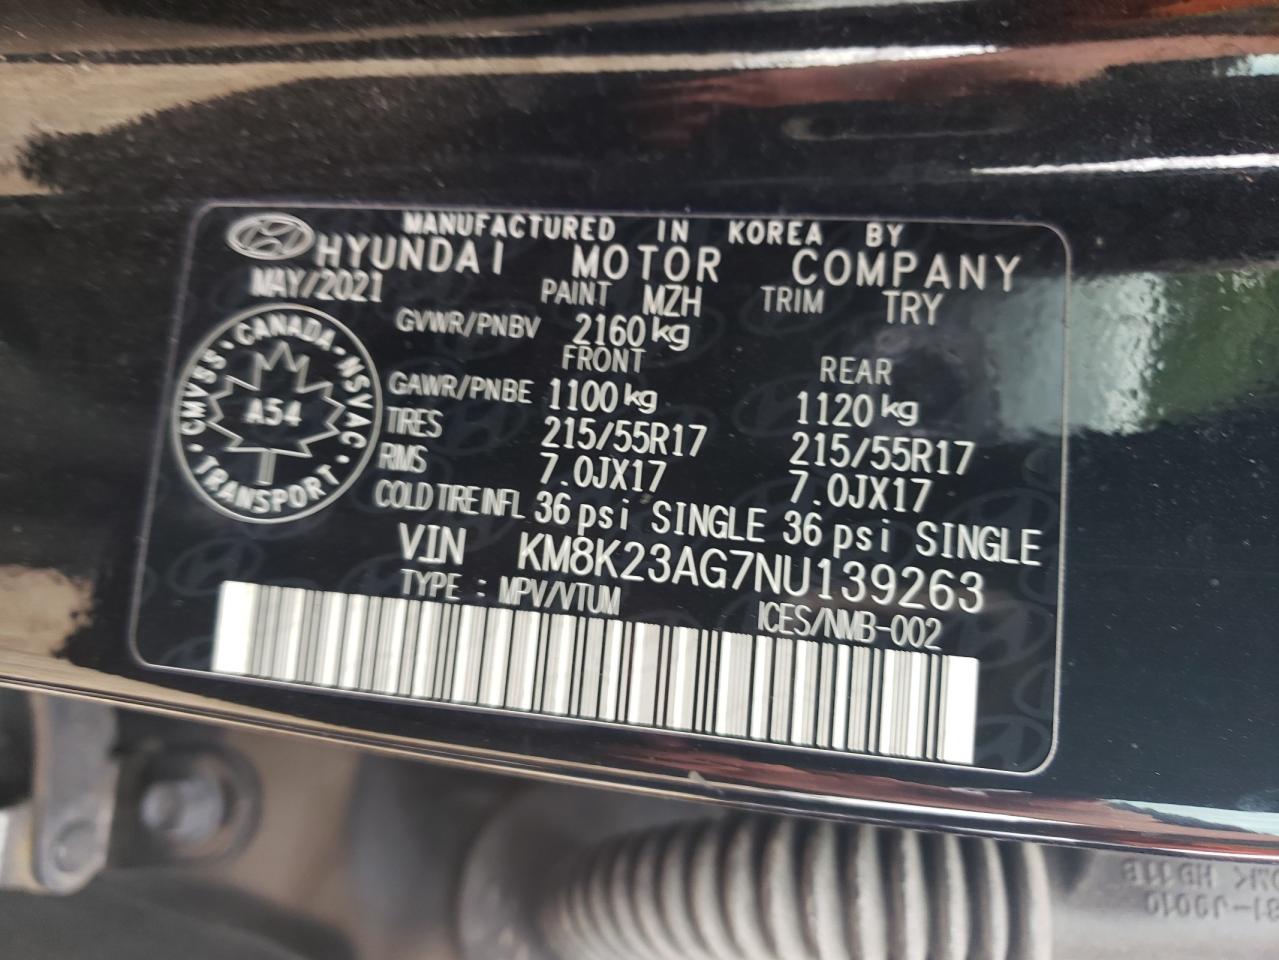 MANUFACTURED IN KOREA BY
HYUNDAI MOTOR COMPANY
MAY/2021 PAINT MZH TRIM TRY
GVWR/PNBV 2160 kg
FRONT REAR
GAWR/PNBE 1100 kg 1120 kg
TIRES 215/55R17 215/55R17
RMS 7.0JX17 7.0JX17
COLD TIRE INFL 36 psi SINGLE 36 psi SINGLE
VIN KM8K23AG7NU139263
TYPE : MPV/VTUM ICES/NMB-002
CMVSS · CANADA · NSVAC · TRANSPORT ·
A54